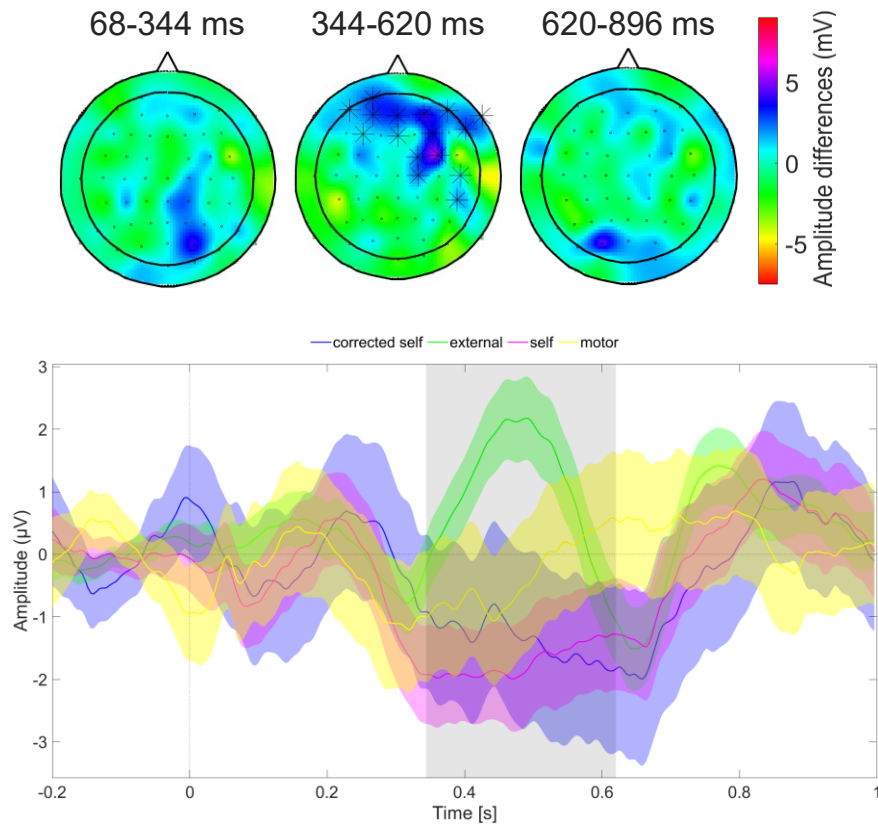 68-344 ms 344-620 ms 620-896 ms
5
0
-5
Amplitude differences (mV)
corrected self external self motor
3
2
1
0
-1
-2
-3
Amplitude (µV)
-0.2 0 0.2 0.4 0.6 0.8 1
Time [s]